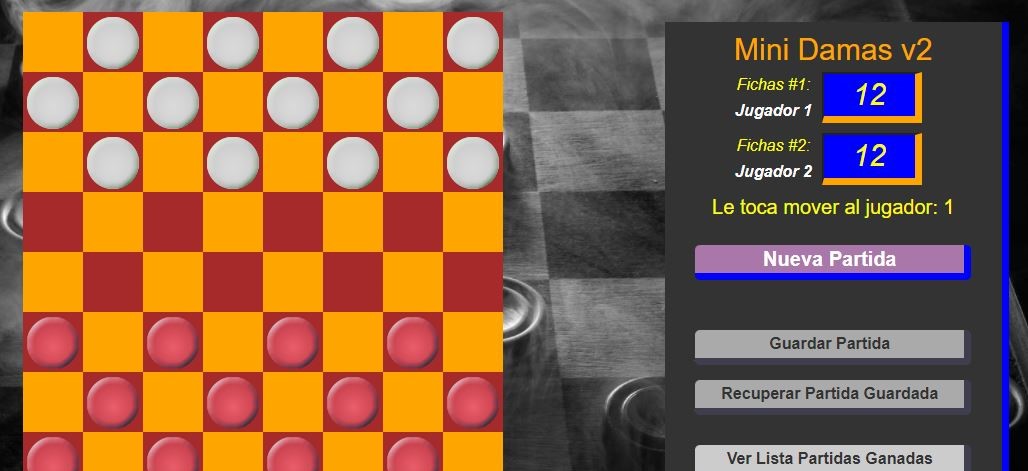 Mini Damas v2
Fichas #1:
12
Jugador 1
Fichas #2:
12
Jugador 2
Le toca mover al jugador: 1
Nueva Partida
Guardar Partida
Recuperar Partida Guardada
Ver Lista Partidas Ganadas